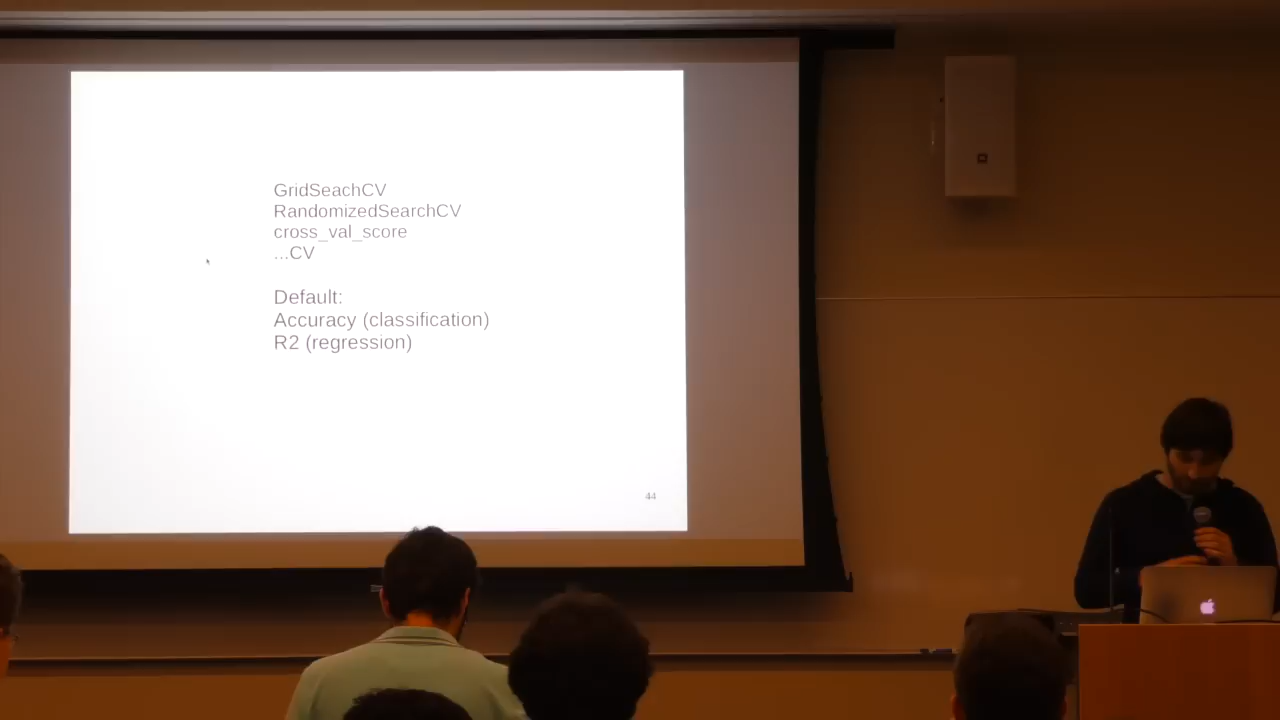 GridSeachCV
RandomizedSearchCV
cross_val_score
...CV
Default:
Accuracy (classification)
R2 (regression)
44